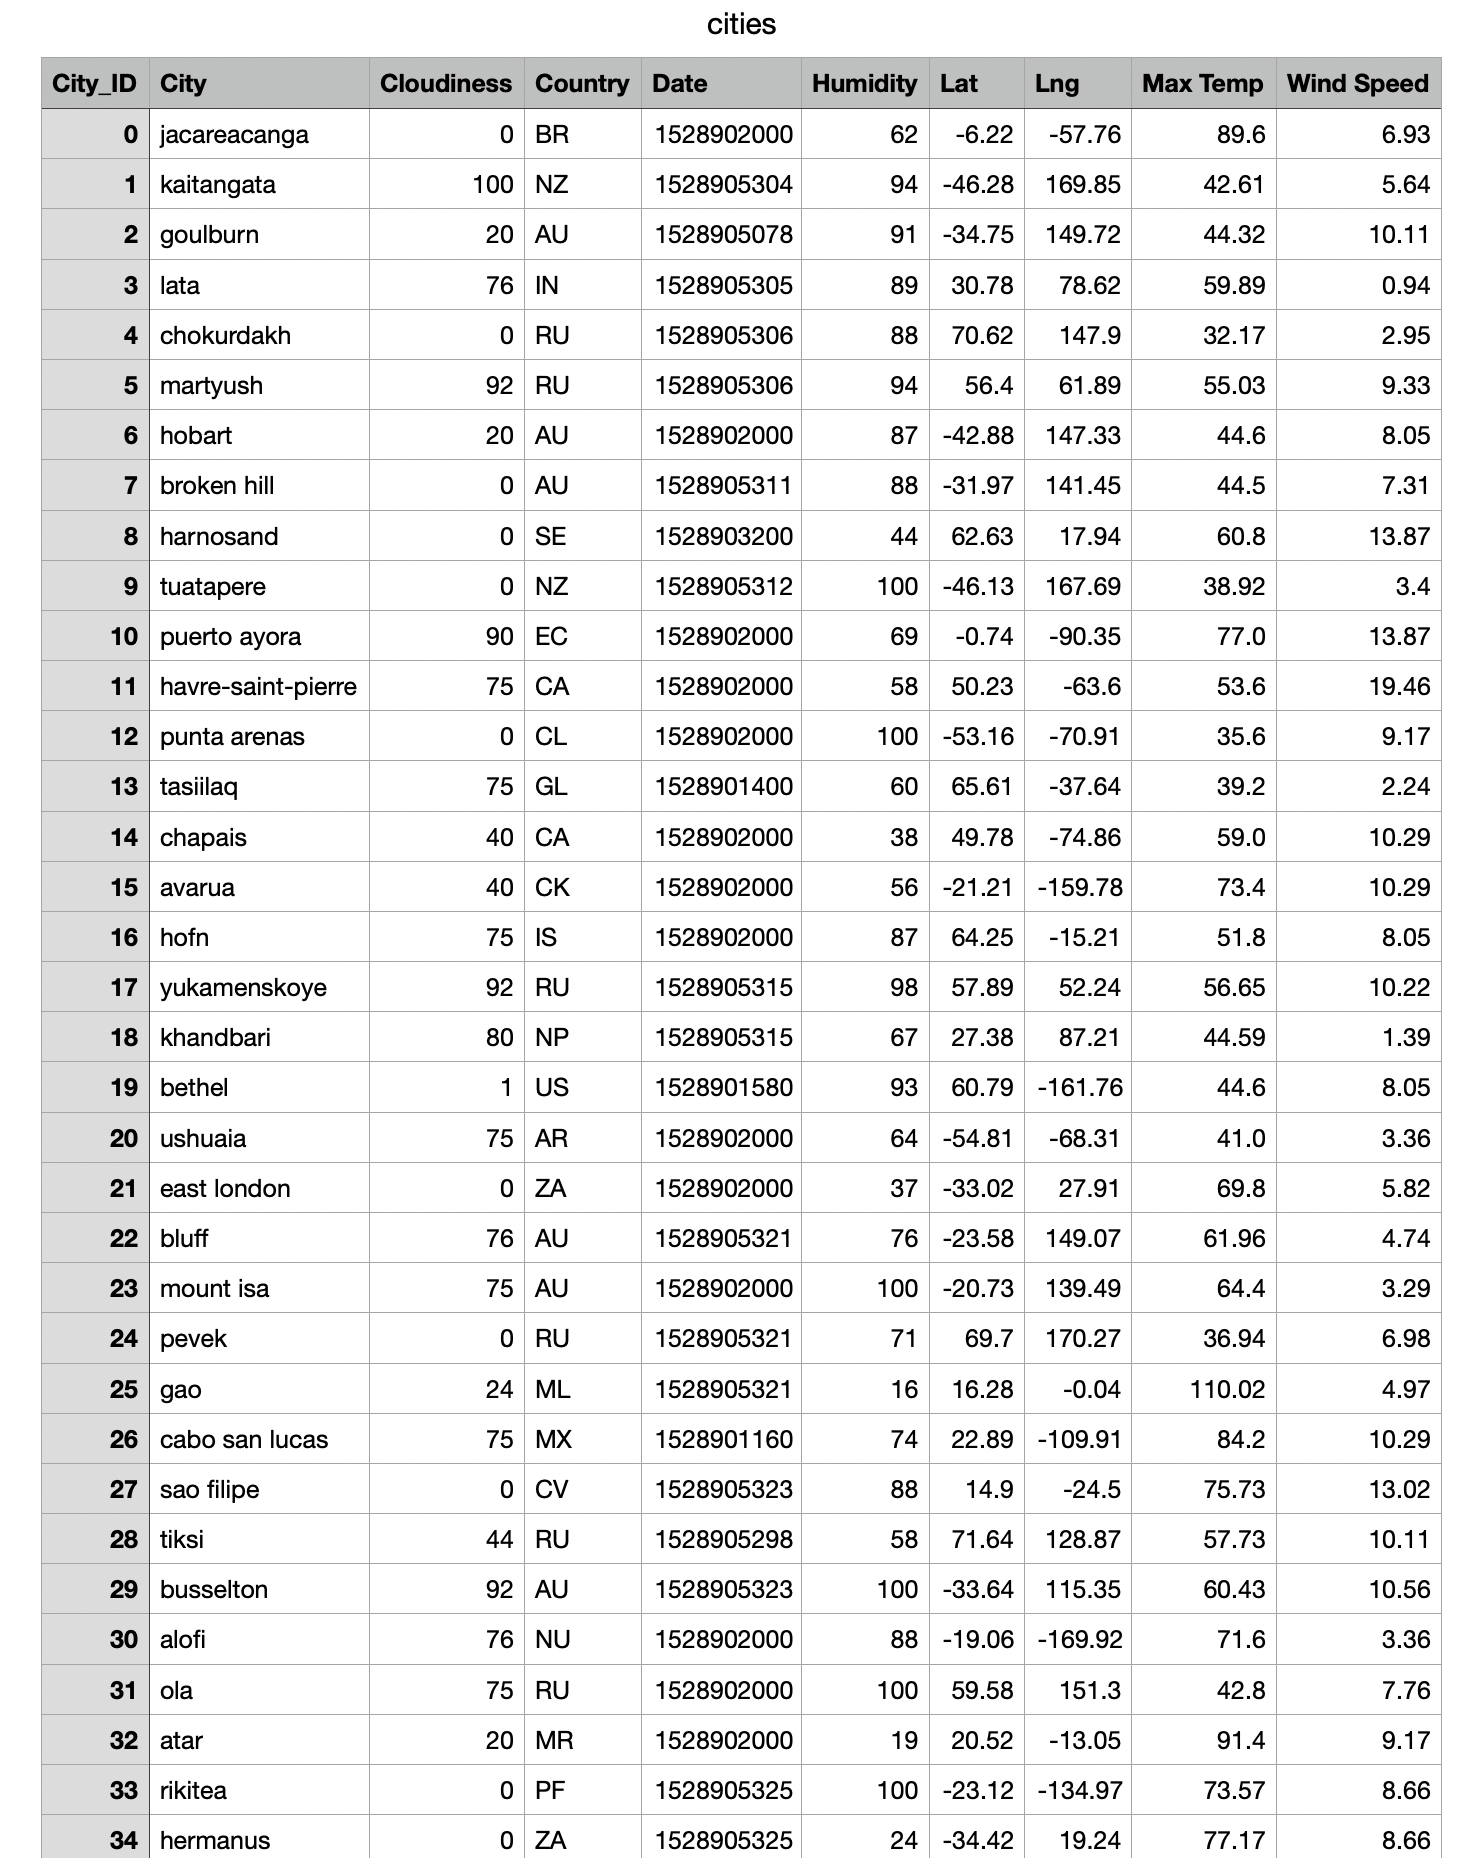 cities
City_ID City Cloudiness Country Date Humidity Lat Lng Max Temp Wind Speed
0 jacareacanga 0 BR 1528902000 62 -6.22 -57.76 89.6 6.93
1 kaitangata 100 NZ 1528905304 94 -46.28 169.85 42.61 5.64
2 goulburn 20 AU 1528905078 91 -34.75 149.72 44.32 10.11
3 lata 76 IN 1528905305 89 30.78 78.62 59.89 0.94
4 chokurdakh 0 RU 1528905306 88 70.62 147.9 32.17 2.95
5 martyush 92 RU 1528905306 94 56.4 61.89 55.03 9.33
6 hobart 20 AU 1528902000 87 -42.88 147.33 44.6 8.05
7 broken hill 0 AU 1528905311 88 -31.97 141.45 44.5 7.31
8 harnosand 0 SE 1528903200 44 62.63 17.94 60.8 13.87
9 tuatapere 0 NZ 1528905312 100 -46.13 167.69 38.92 3.4
10 puerto ayora 90 EC 1528902000 69 -0.74 -90.35 77.0 13.87
11 havre-saint-pierre 75 CA 1528902000 58 50.23 -63.6 53.6 19.46
12 punta arenas 0 CL 1528902000 100 -53.16 -70.91 35.6 9.17
13 tasiilaq 75 GL 1528901400 60 65.61 -37.64 39.2 2.24
14 chapais 40 CA 1528902000 38 49.78 -74.86 59.0 10.29
15 avarua 40 CK 1528902000 56 -21.21 -159.78 73.4 10.29
16 hofn 75 IS 1528902000 87 64.25 -15.21 51.8 8.05
17 yukamenskoye 92 RU 1528905315 98 57.89 52.24 56.65 10.22
18 khandbari 80 NP 1528905315 67 27.38 87.21 44.59 1.39
19 bethel 1 US 1528901580 93 60.79 -161.76 44.6 8.05
20 ushuaia 75 AR 1528902000 64 -54.81 -68.31 41.0 3.36
21 east london 0 ZA 1528902000 37 -33.02 27.91 69.8 5.82
22 bluff 76 AU 1528905321 76 -23.58 149.07 61.96 4.74
23 mount isa 75 AU 1528902000 100 -20.73 139.49 64.4 3.29
24 pevek 0 RU 1528905321 71 69.7 170.27 36.94 6.98
25 gao 24 ML 1528905321 16 16.28 -0.04 110.02 4.97
26 cabo san lucas 75 MX 1528901160 74 22.89 -109.91 84.2 10.29
27 sao filipe 0 CV 1528905323 88 14.9 -24.5 75.73 13.02
28 tiksi 44 RU 1528905298 58 71.64 128.87 57.73 10.11
29 busselton 92 AU 1528905323 100 -33.64 115.35 60.43 10.56
30 alofi 76 NU 1528902000 88 -19.06 -169.92 71.6 3.36
31 ola 75 RU 1528902000 100 59.58 151.3 42.8 7.76
32 atar 20 MR 1528902000 19 20.52 -13.05 91.4 9.17
33 rikitea 0 PF 1528905325 100 -23.12 -134.97 73.57 8.66
34 hermanus 0 ZA 1528905325 24 -34.42 19.24 77.17 8.66